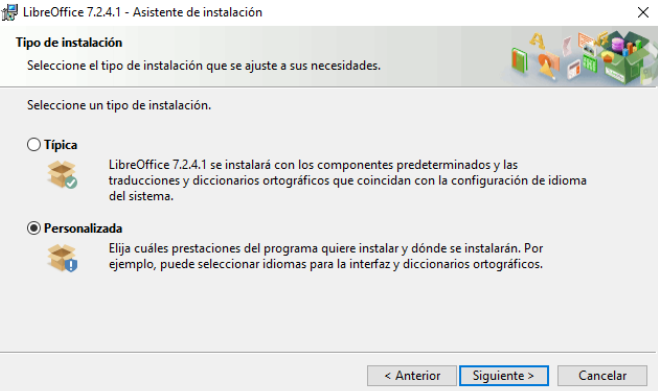 LibreOffice 7.2.4.1 - Asistente de instalación
Tipo de instalación
Seleccione el tipo de instalación que se ajuste a sus necesidades.
Seleccione un tipo de instalación.
Típica
LibreOffice 7.2.4.1 se instalará con los componentes predeterminados y las
traducciones y diccionarios ortográficos que coincidan con la configuración de idioma
del sistema.
Personalizada
Elija cuáles prestaciones del programa quiere instalar y dónde se instalarán. Por
ejemplo, puede seleccionar idiomas para la interfaz y diccionarios ortográficos.
< Anterior
Siguiente >
Cancelar